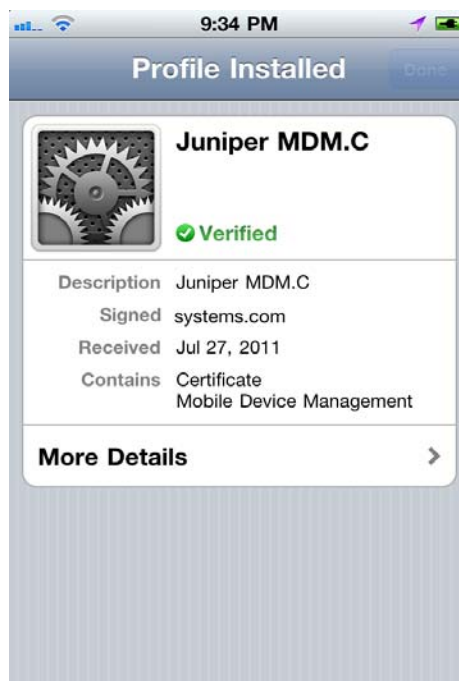 9:34 PM
Profile Installed
Done
Juniper MDM.C
Verified
Description Juniper MDM.C
Signed systems.com
Received Jul 27, 2011
Contains Certificate
Mobile Device Management
More Details